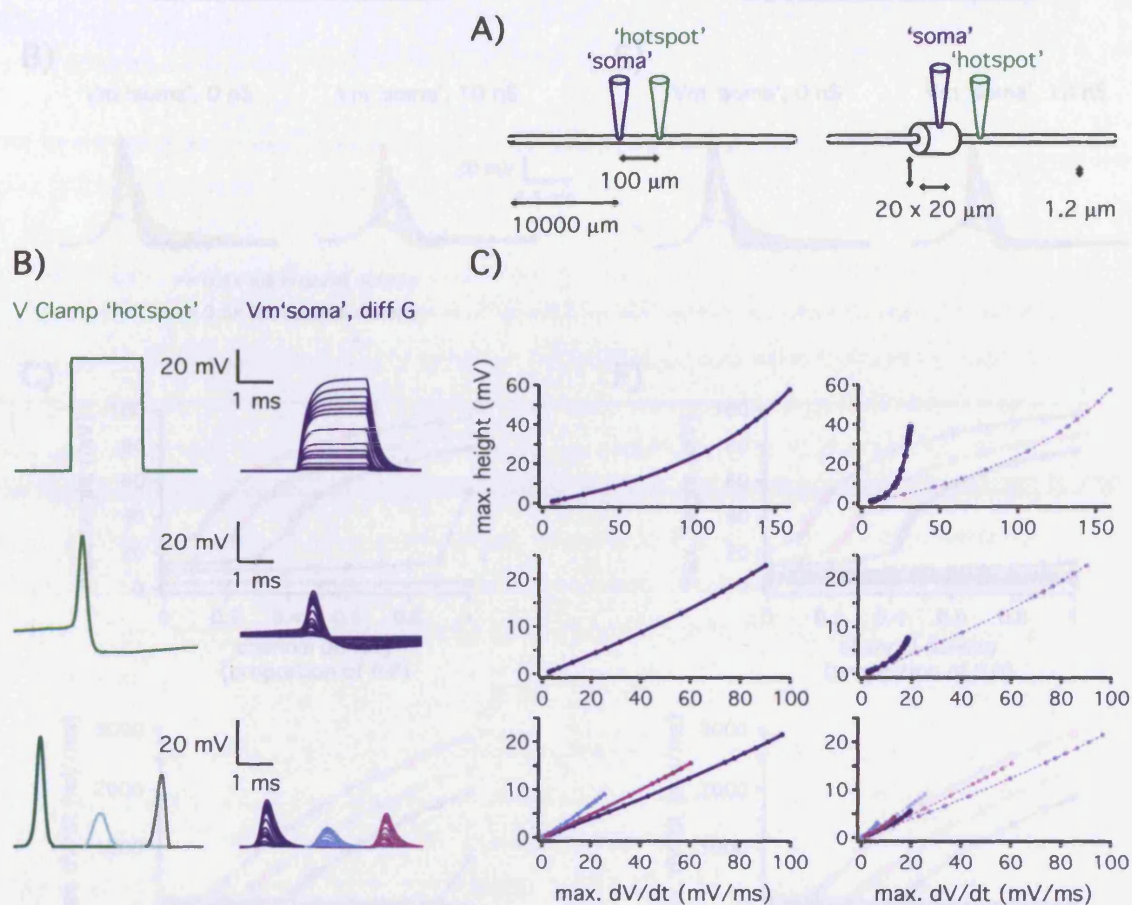 A)
'hotspot'
'soma'
100 µm
10000 µm
'soma'
'hotspot'
20 x 20 µm
1.2 µm
B)
V Clamp 'hotspot'
Vm'soma', diff G
20 mV
1 ms
20 mV
1 ms
20 mV
1 ms
C)
max. height (mV)
60
40
20
0
0 50 100 150
60
40
20
0
0 50 100 150
20
10
0
0 20 40 60 80 100
20
10
0
0 20 40 60 80 100
20
10
0
0 20 40 60 80 100
max. dV/dt (mV/ms)
20
10
0
0 20 40 60 80 100
max. dV/dt (mV/ms)